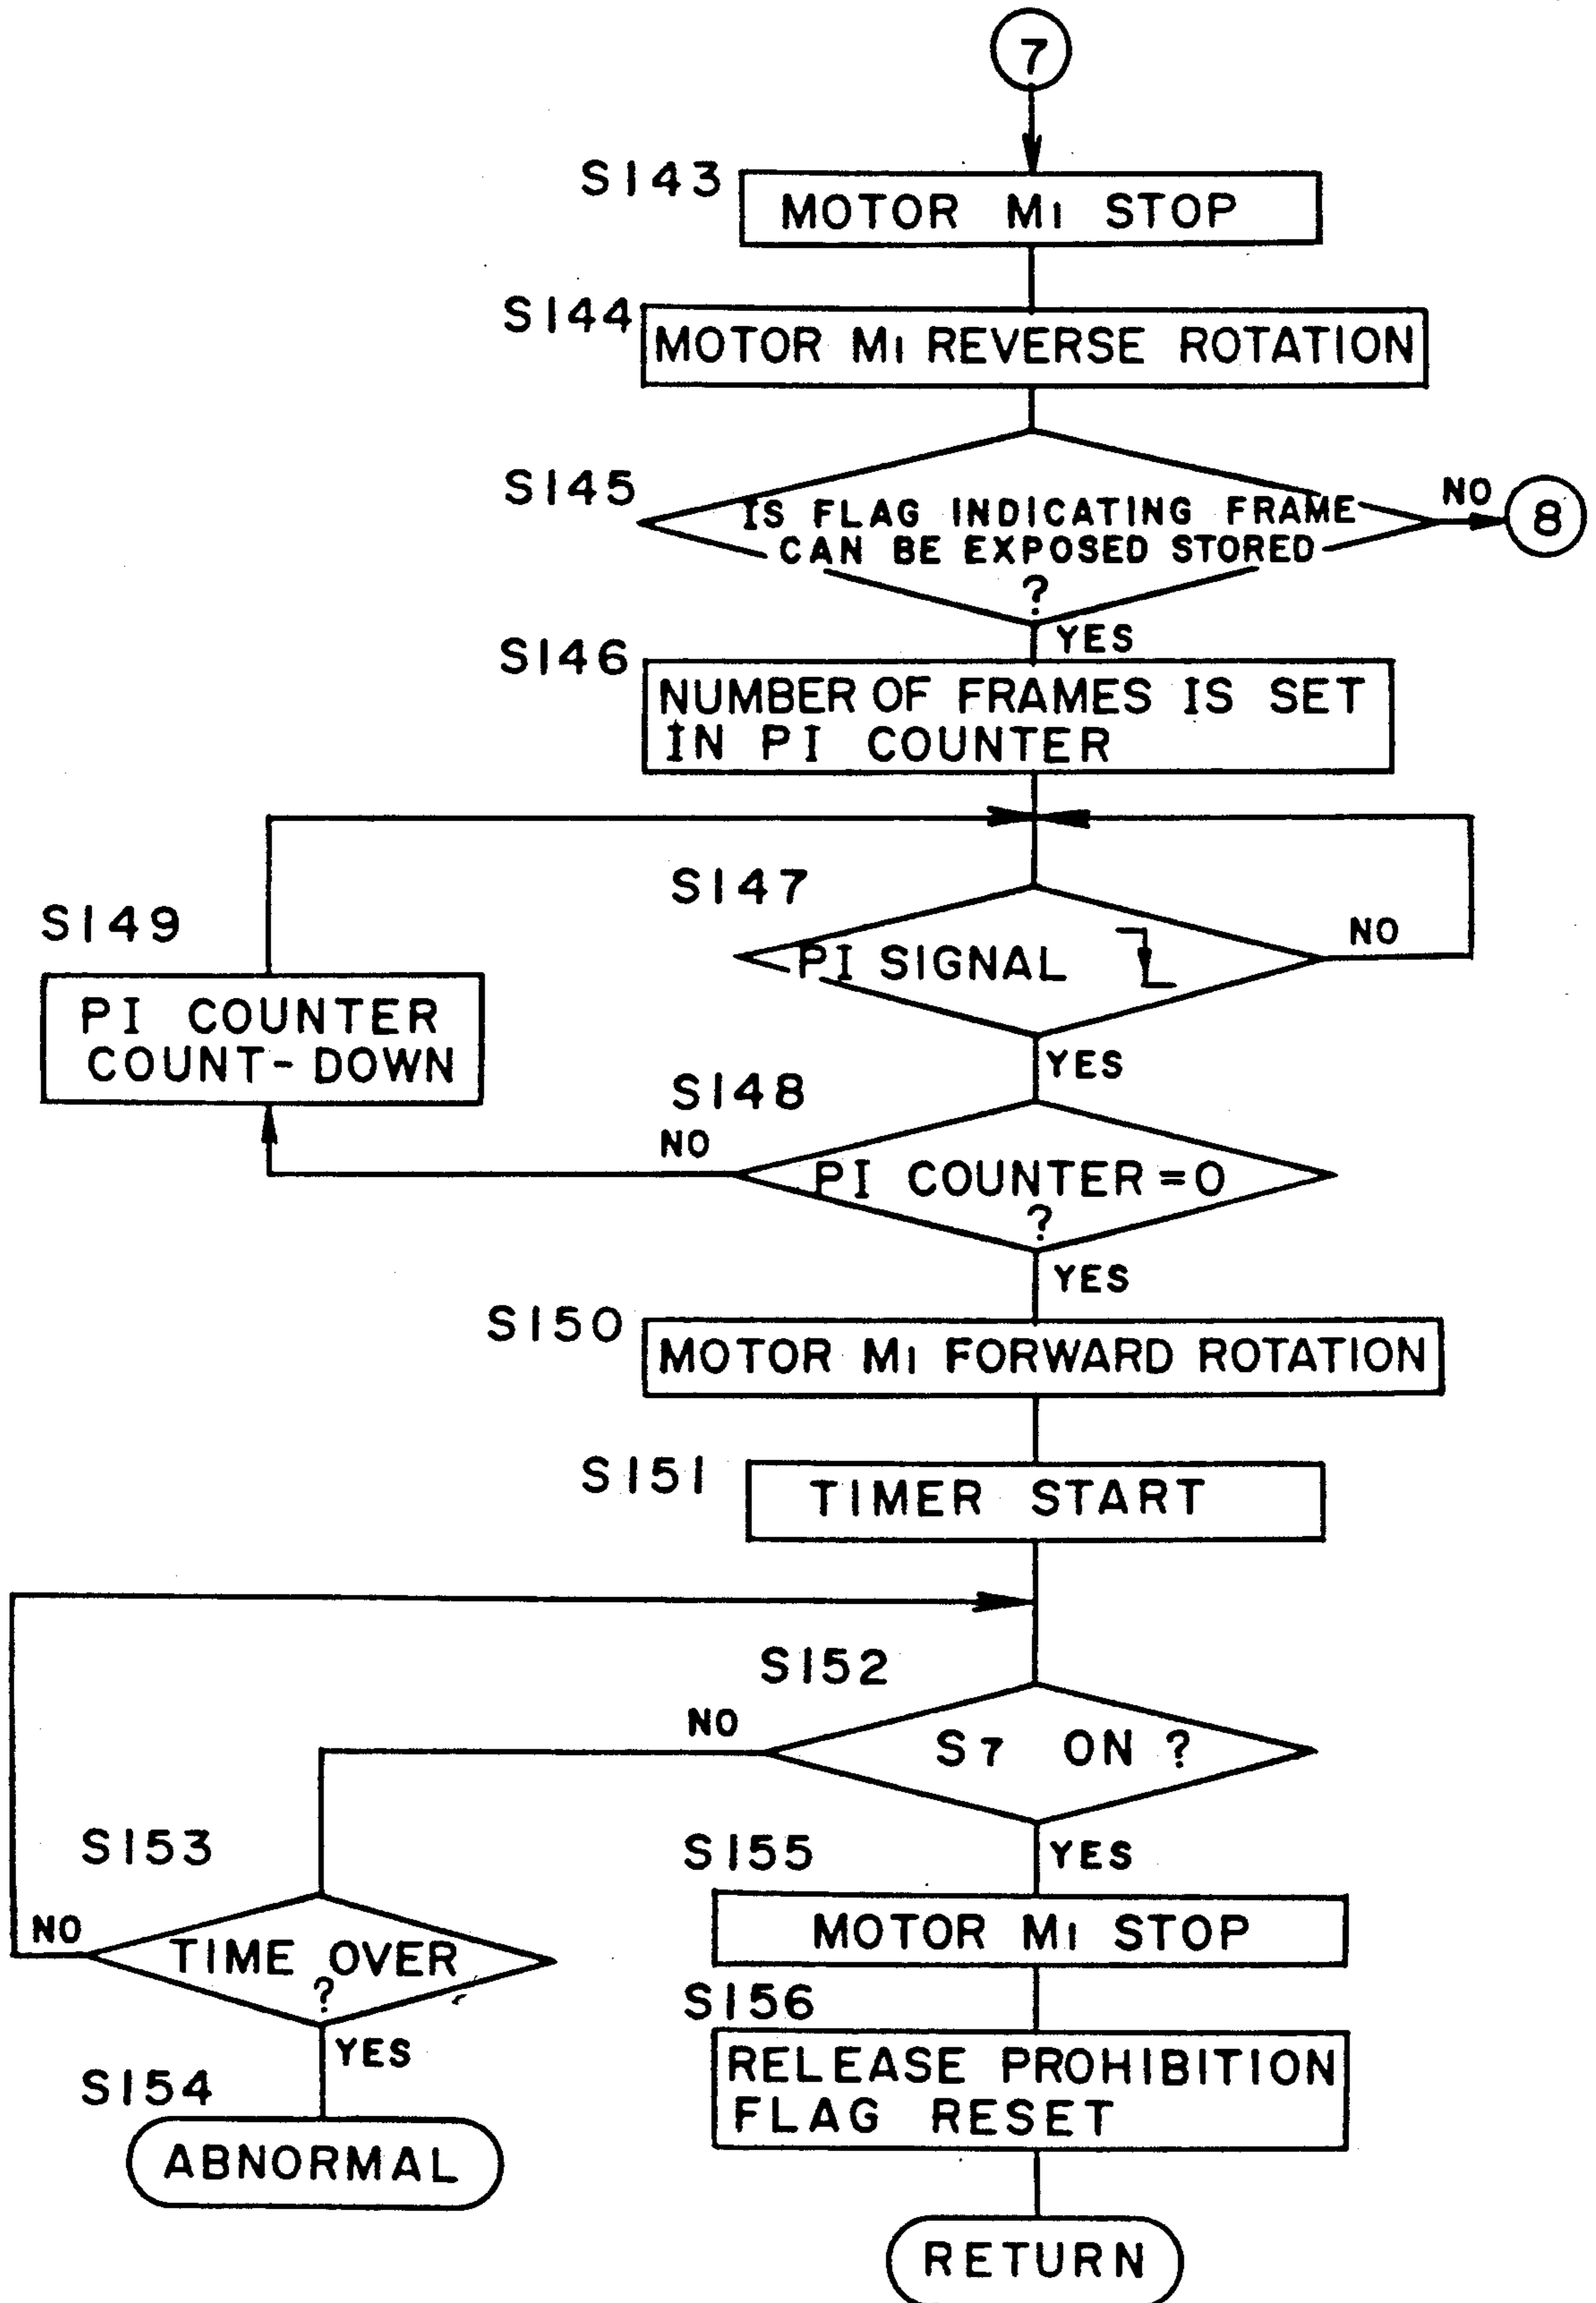 7
S143
MOTOR M1 STOP
S144
MOTOR M1 REVERSE ROTATION
S145
IS FLAG INDICATING FRAME
CAN BE EXPOSED STORED
?
NO
8
YES
S146
NUMBER OF FRAMES IS SET
IN PI COUNTER
S147
PI SIGNAL
NO
S149
PI COUNTER
COUNT-DOWN
YES
S148
NO
PI COUNTER=0
?
YES
S150
MOTOR M1 FORWARD ROTATION
S151
TIMER START
S152
NO
S7 ON ?
S153
NO
TIME OVER
?
YES
S154
ABNORMAL
YES
S155
MOTOR M1 STOP
S156
RELEASE PROHIBITION
FLAG RESET
RETURN